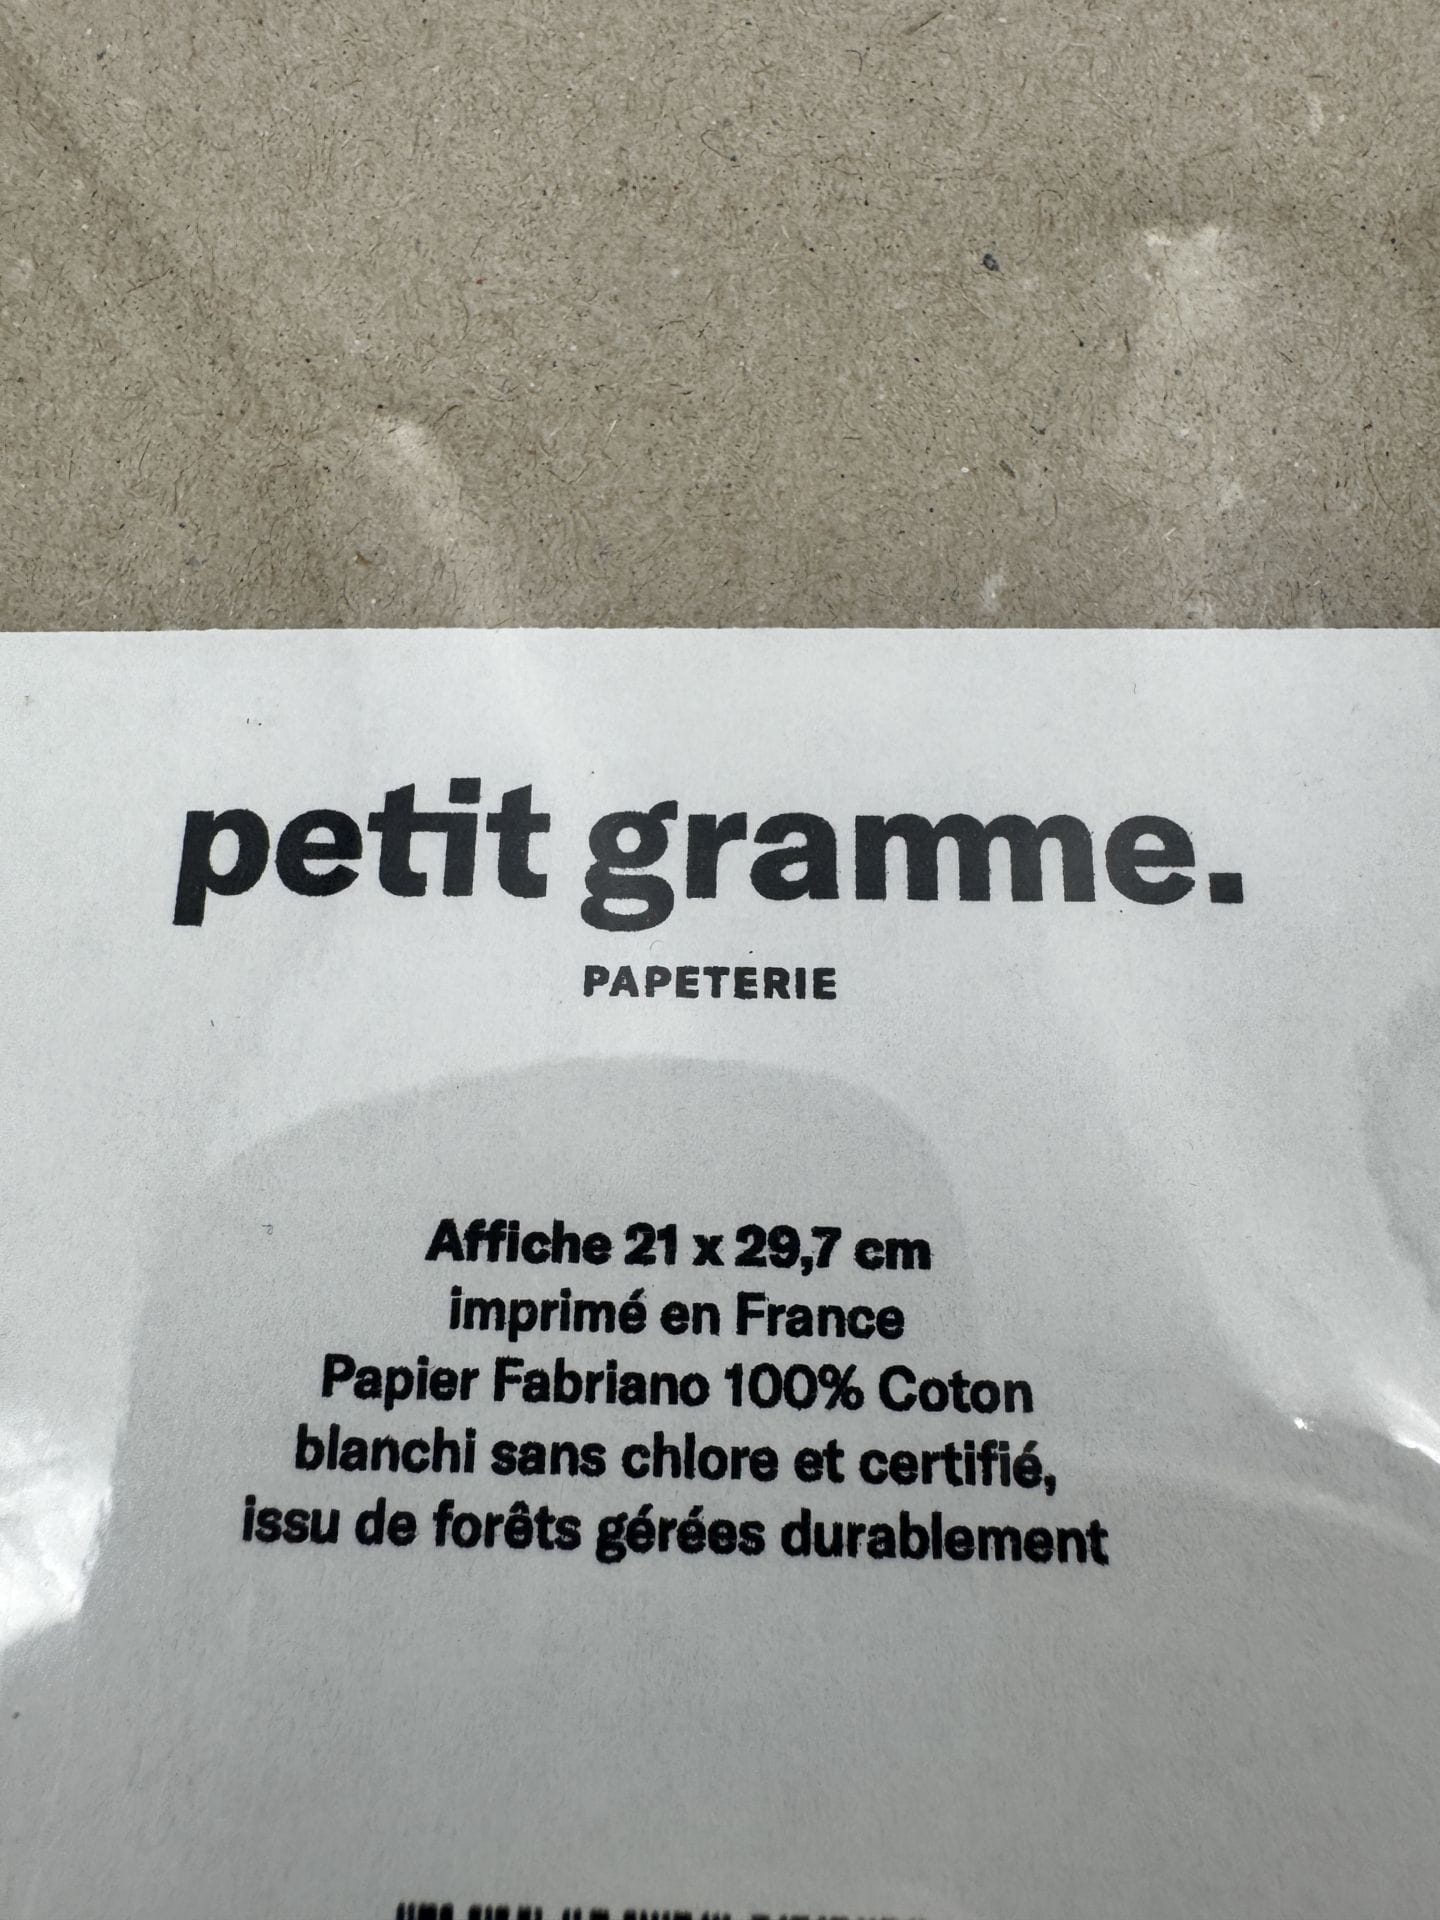 petit gramme.
PAPETERIE
Affiche 21 x 29,7 cm
imprimé en France
Papier Fabriano 100% Coton
blanchi sans chlore et certifié,
issu de forêts gérées durablement